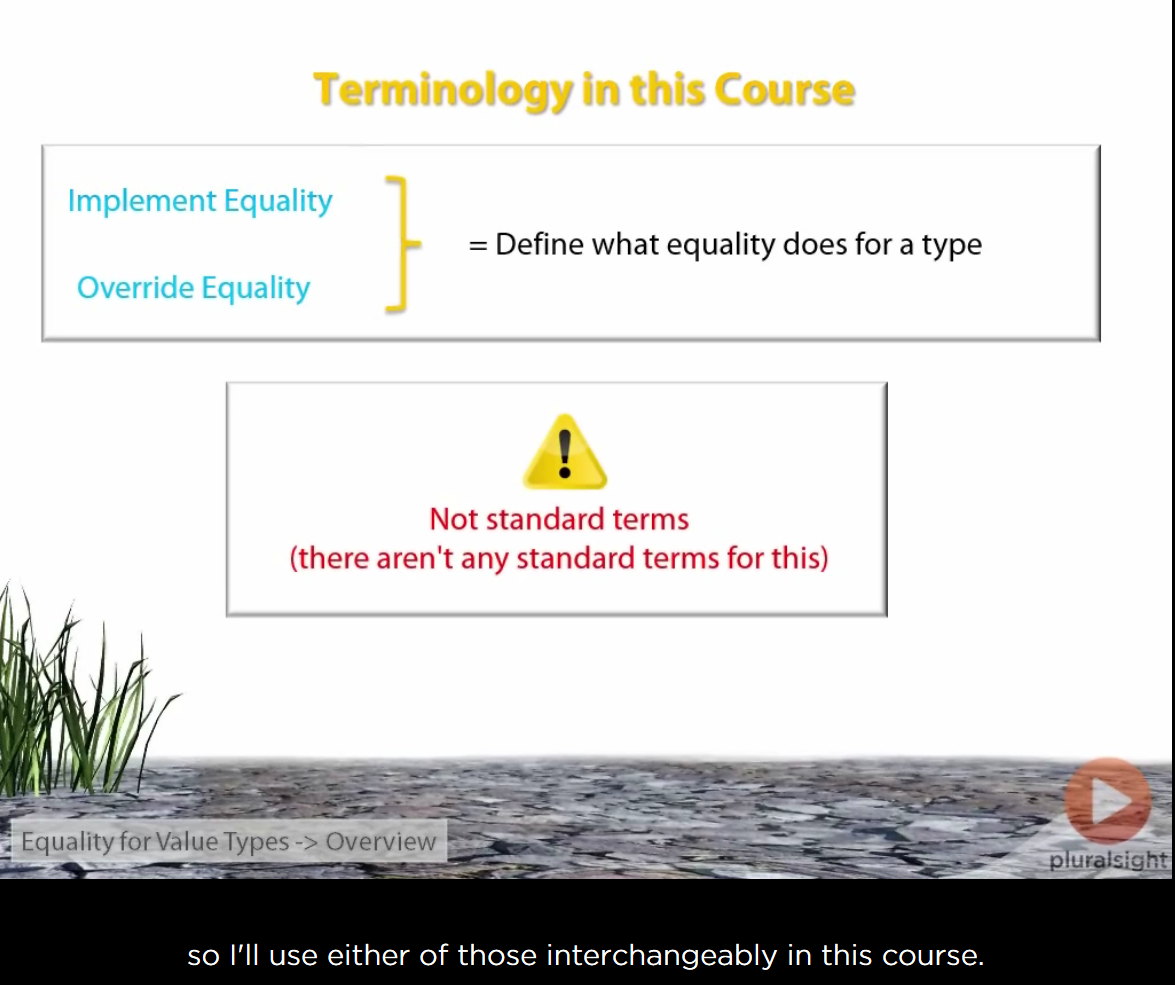 Terminology in this Course
Implement Equality
Override Equality
= Define what equality does for a type
Not standard terms
(there aren't any standard terms for this)
Equality for Value Types -> Overview
pluralsight
so I'll use either of those interchangeably in this course.